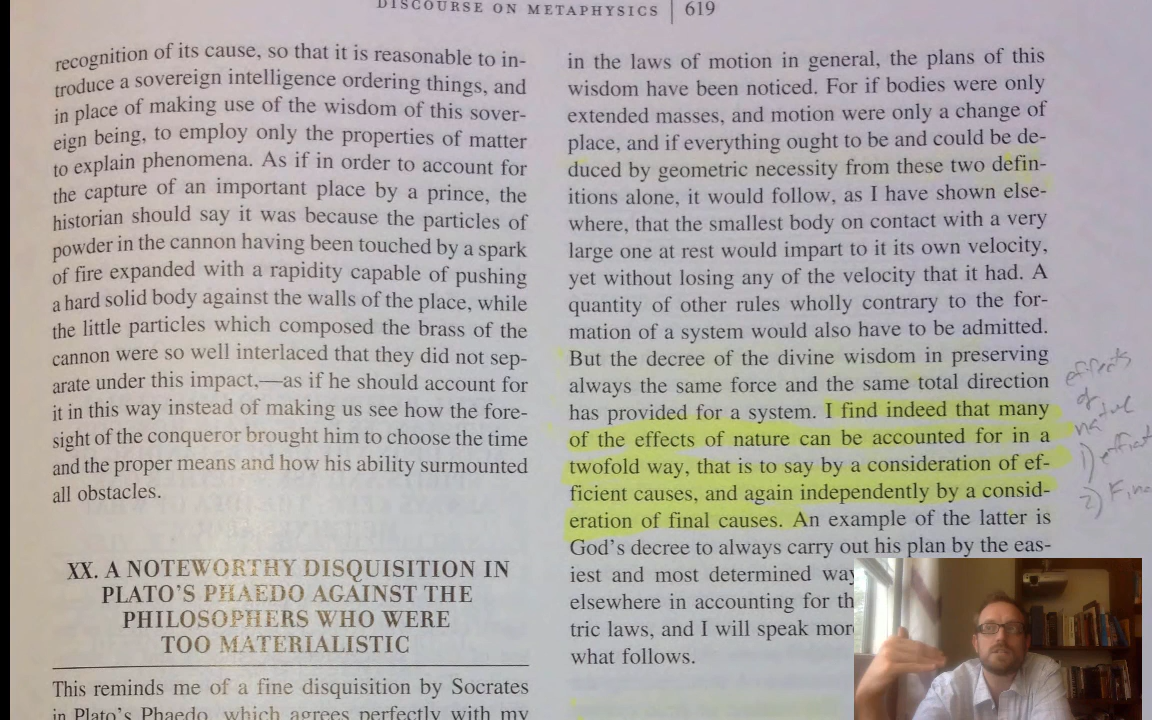 DISCOURSE ON METAPHYSICS | 619
recognition of its cause, so that it is reasonable to in-
troduce a sovereign intelligence ordering things, and
in place of making use of the wisdom of this sover-
eign being, to employ only the properties of matter
to explain phenomena. As if in order to account for
the capture of an important place by a prince, the
historian should say it was because the particles of
powder in the cannon having been touched by a spark
of fire expanded with a rapidity capable of pushing
a hard solid body against the walls of the place, while
the little particles which composed the brass of the
cannon were so well interlaced that they did not sep-
arate under this impact,—as if he should account for
it in this way instead of making us see how the fore-
sight of the conqueror brought him to choose the time
and the proper means and how his ability surmounted
all obstacles.
XX. A NOTEWORTHY DISQUISITION IN
PLATO'S PHAEDO AGAINST THE
PHILOSOPHERS WHO WERE
TOO MATERIALISTIC
This reminds me of a fine disquisition by Socrates
in Plato's Phaedo, which agrees perfectly with my
in the laws of motion in general, the plans of this
wisdom have been noticed. For if bodies were only
extended masses, and motion were only a change of
place, and if everything ought to be and could be de-
duced by geometric necessity from these two defin-
itions alone, it would follow, as I have shown else-
where, that the smallest body on contact with a very
large one at rest would impart to it its own velocity,
yet without losing any of the velocity that it had. A
quantity of other rules wholly contrary to the for-
mation of a system would also have to be admitted.
But the decree of the divine wisdom in preserving
always the same force and the same total direction
has provided for a system. I find indeed that many
of the effects of nature can be accounted for in a
twofold way, that is to say by a consideration of ef-
ficient causes, and again independently by a consid-
eration of final causes. An example of the latter is
God's decree to always carry out his plan by the eas-
iest and most determined way
elsewhere in accounting for th
tric laws, and I will speak mor
what follows.
effects
of
1)
2) Fina